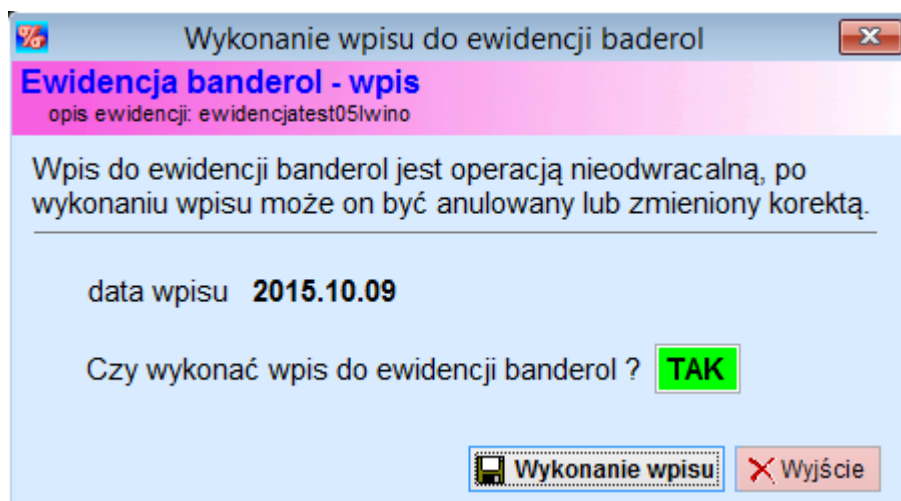 Wykonanie wpisu do ewidencji baderol
Ewidencja banderol - wpis
opis ewidencji: ewidencjatest05lwino
Wpis do ewidencji banderol jest operacją nieodwracalną, po
wykonaniu wpisu może on być anulowany lub zmieniony korektą.
data wpisu 2015.10.09
Czy wykonać wpis do ewidencji banderol ? TAK
Wykonanie wpisu Wyjście